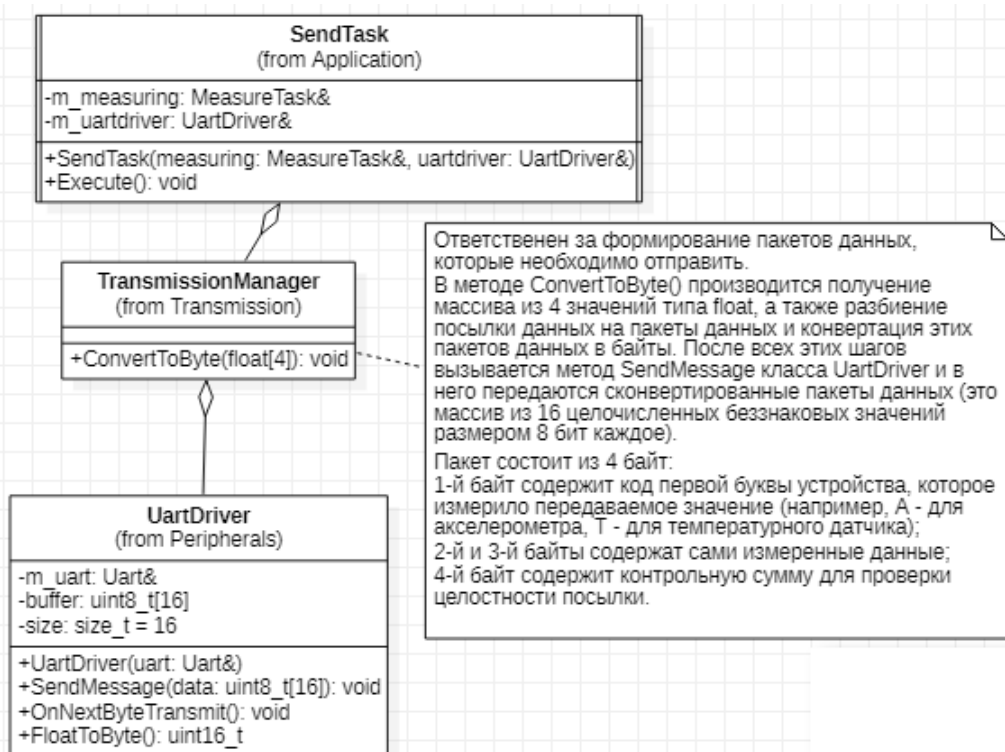 SendTask
(from Application)
-m_measuring: MeasureTask&
-m_uartdriver: UartDriver&
+SendTask(measuring: MeasureTask&, uartdriver: UartDriver&)
+Execute(): void
TransmissionManager
(from Transmission)
+ConvertToByte(float[4]): void
Ответственен за формирование пакетов данных,
которые необходимо отправить.
В методе ConvertToByte() производится получение
массива из 4 значений типа float, а также разбиение
посылки данных на пакеты данных и конвертация этих
пакетов данных в байты. После всех этих шагов
вызывается метод SendMessage класса UartDriver и в
него передаются сконвертированные пакеты данных (это
массив из 16 целочисленных беззнаковых значений
размером 8 бит каждое).
Пакет состоит из 4 байт:
1-й байт содержит код первой буквы устройства, которое
измерило передаваемое значение (например, А - для
акселерометра, Т - для температурного датчика);
2-й и 3-й байты содержат сами измеренные данные;
4-й байт содержит контрольную сумму для проверки
целостности посылки.
UartDriver
(from Peripherals)
-m_uart: Uart&
-buffer: uint8_t[16]
-size: size_t = 16
+UartDriver(uart: Uart&)
+SendMessage(data: uint8_t[16]): void
+OnNextByteTransmit(): void
+FloatToByte(): uint16_t